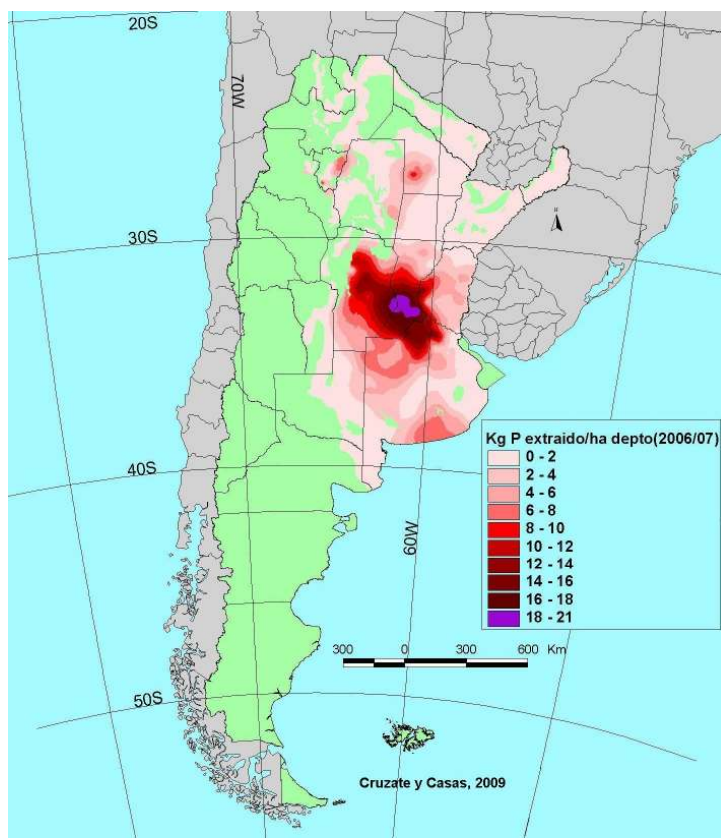 20S
70W
30S
Kg P extraido/ha depto(2006/07)
0 - 2
2 - 4
4 - 6
6 - 8
8 - 10
10 - 12
12 - 14
14 - 16
16 - 18
18 - 21
40S
60W
300 0 300 600 Km
50S
Cruzate y Casas, 2009